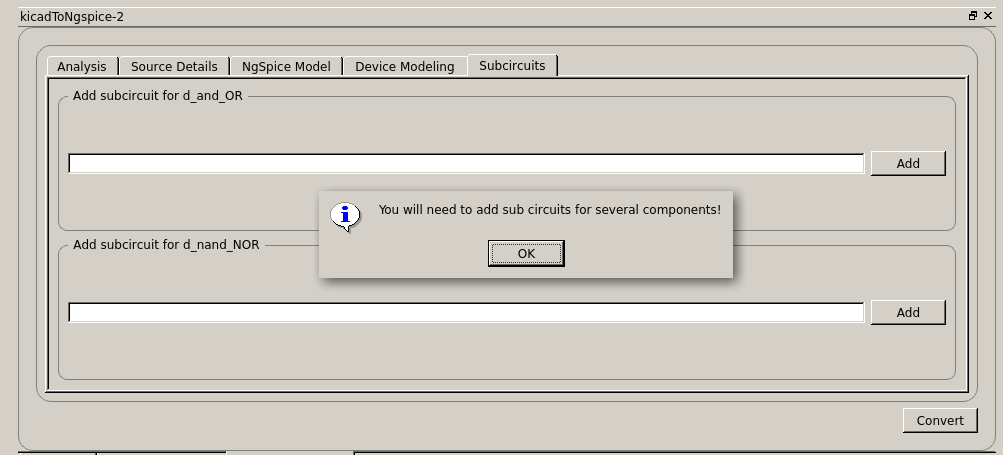 kicadToNgspice-2
Analysis Source Details NgSpice Model Device Modeling Subcircuits
Add subcircuit for d_and_OR
Add
You will need to add sub circuits for several components!
OK
Add subcircuit for d_nand_NOR
Add
Convert